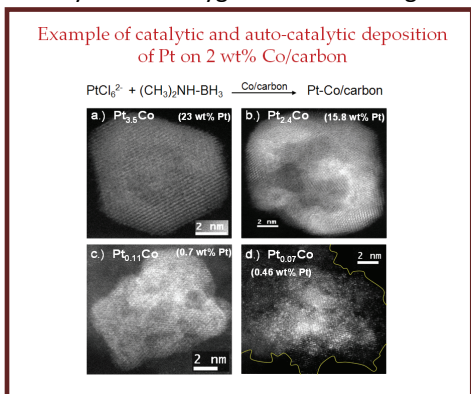 Example of catalytic and auto-catalytic deposition
of Pt on 2 wt% Co/carbon
PtCl₆²⁻ + (CH₃)₂NH-BH₃ Co/carbon Pt-Co/carbon
a.) Pt₃.₅Co (23 wt% Pt)
2 nm
b.) Pt₂.₄Co (15.8 wt% Pt)
2 nm
c.) Pt₀.₁₁Co (0.7 wt% Pt)
2 nm
d.) Pt₀.₀₇Co
(0.46 wt% Pt)
2 nm